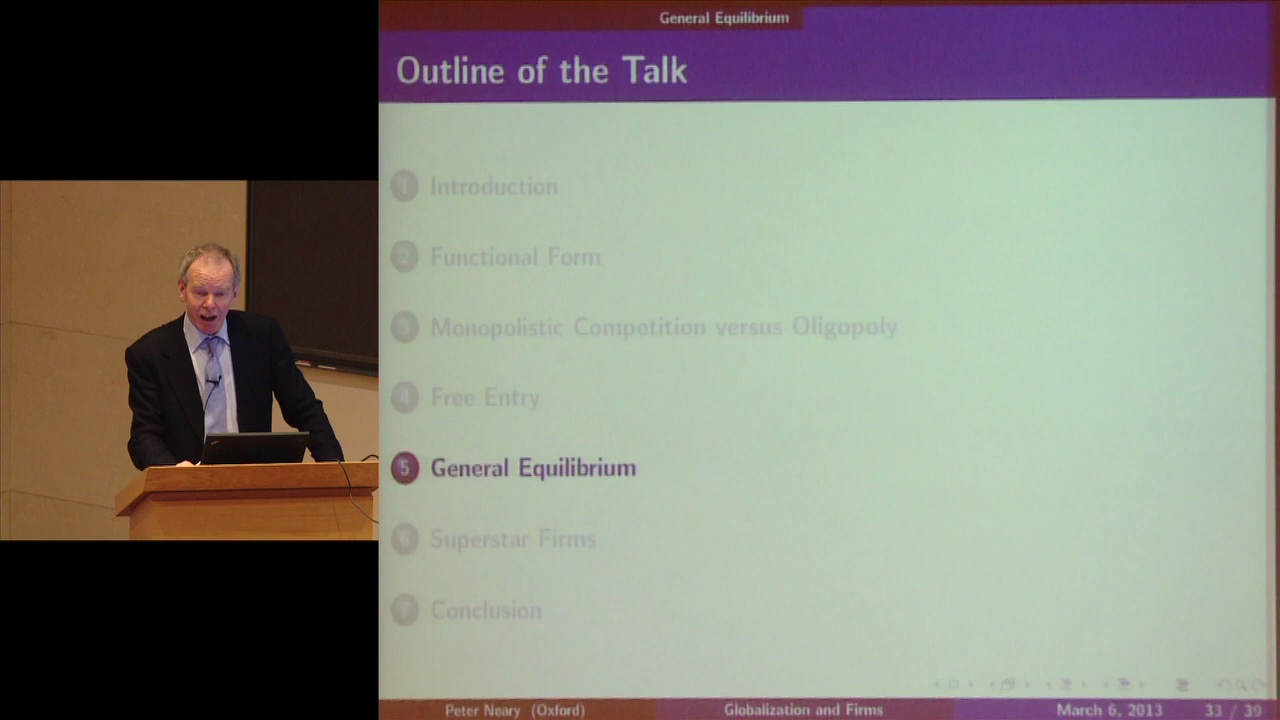 General Equilibrium
Outline of the Talk
1 Introduction
2 Functional Form
3 Monopolistic Competition versus Oligopoly
4 Free Entry
5 General Equilibrium
6 Superstar Firms
7 Conclusion
Peter Neary (Oxford) Globalization and Firms March 6, 2013 33 / 39